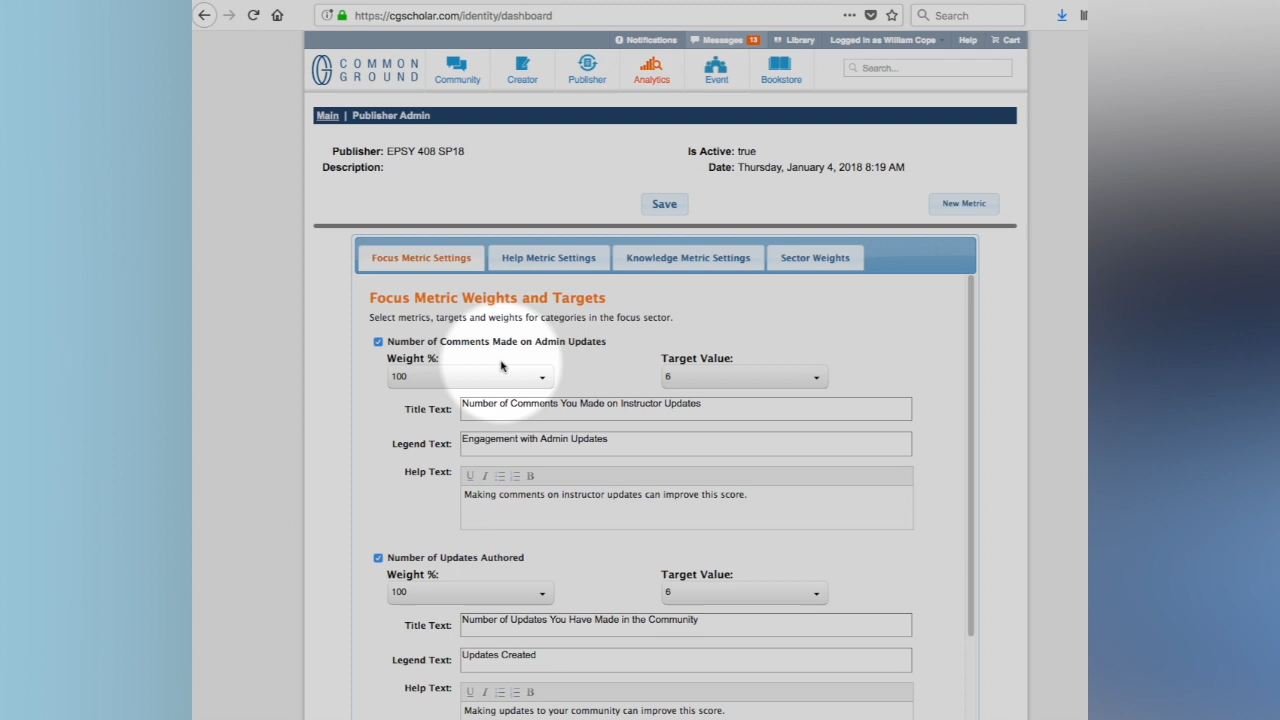 https://cgscholar.com/identity/dashboard
Search
Notifications Messages 13 Library Logged in as William Cope Help Cart
COMMON GROUND
Community Creator Publisher Analytics Event Bookstore
Search...
Main | Publisher Admin
Publisher: EPSY 408 SP18 Is Active: true
Description: Date: Thursday, January 4, 2018 8:19 AM
Save New Metric
Focus Metric Settings Help Metric Settings Knowledge Metric Settings Sector Weights
Focus Metric Weights and Targets
Select metrics, targets and weights for categories in the focus sector.
Number of Comments Made on Admin Updates
Weight %: Target Value:
100 6
Title Text: Number of Comments You Made on Instructor Updates
Legend Text: Engagement with Admin Updates
Help Text: U I B
Making comments on instructor updates can improve this score.
Number of Updates Authored
Weight %: Target Value:
100 6
Title Text: Number of Updates You Have Made in the Community
Legend Text: Updates Created
Help Text: U I B
Making updates to your community can improve this score.